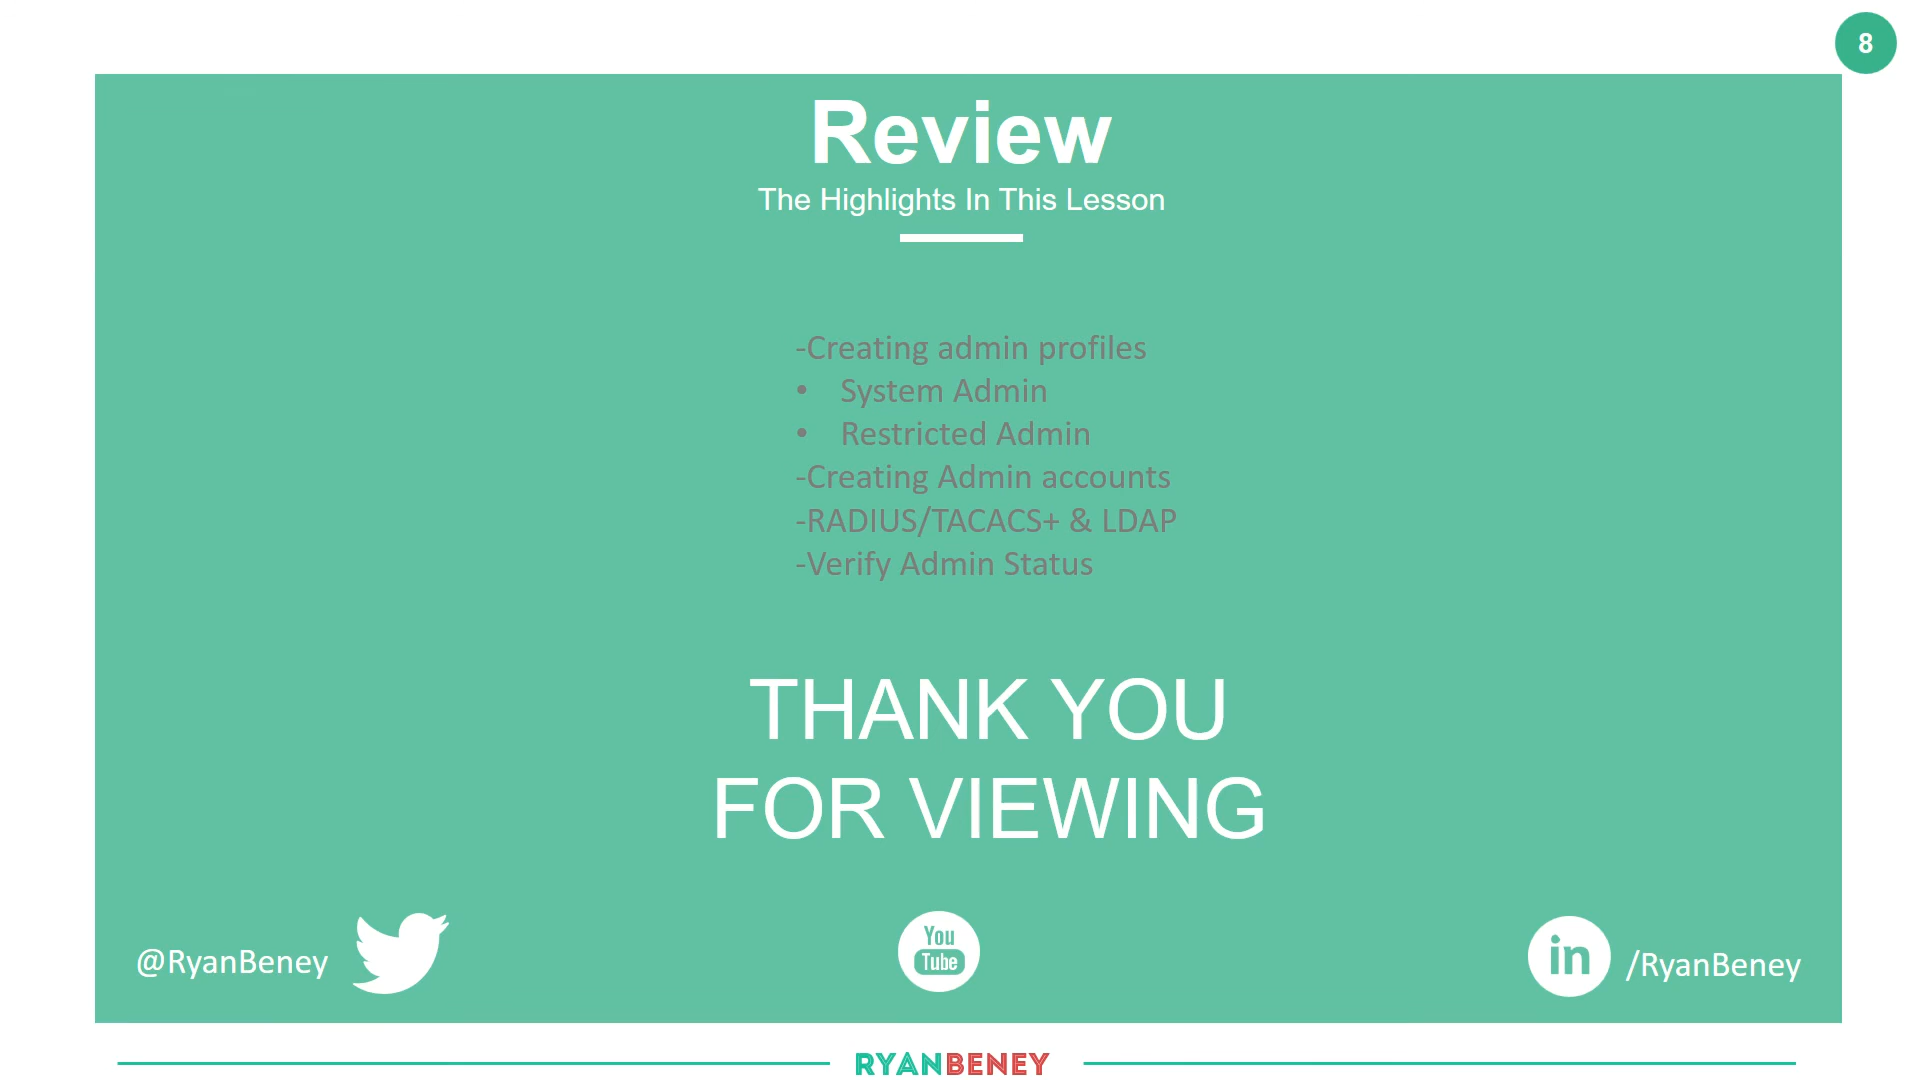 8
Review
The Highlights In This Lesson
-Creating admin profiles
• System Admin
• Restricted Admin
-Creating Admin accounts
-RADIUS/TACACS+ & LDAP
-Verify Admin Status
THANK YOU
FOR VIEWING
@RyanBeney
You
Tube
in
/RyanBeney
RYANBENEY